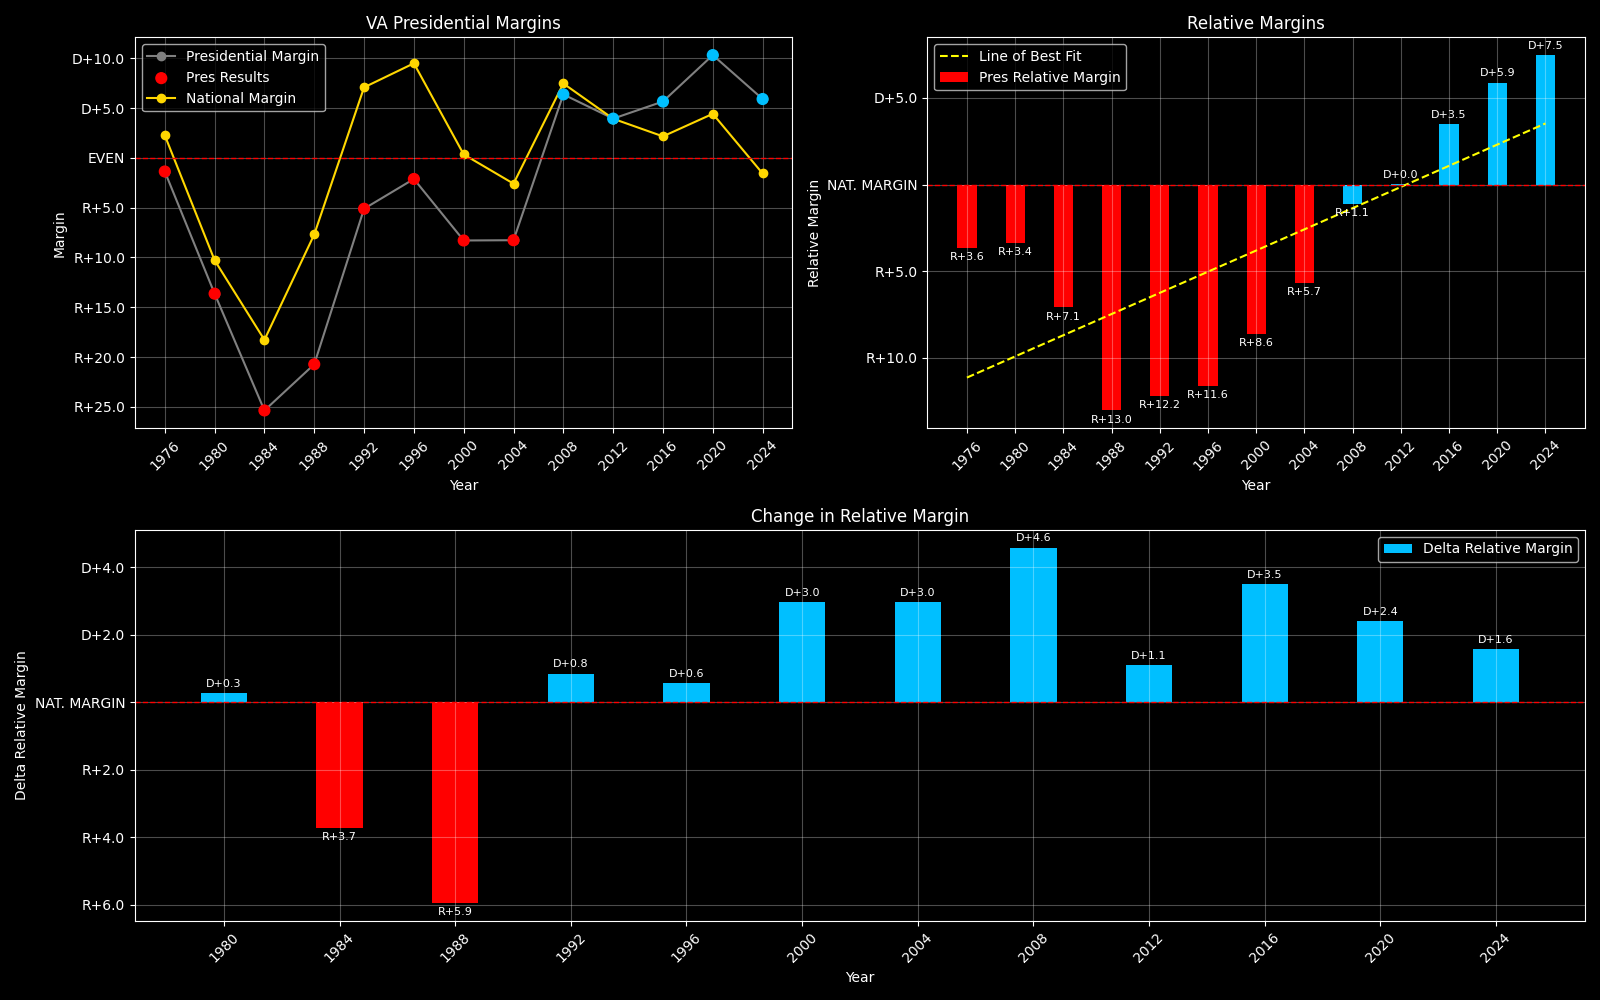 VA Presidential Margins
Presidential Margin
Pres Results
National Margin
D+10.0
D+5.0
EVEN
R+5.0
R+10.0
R+15.0
R+20.0
R+25.0
Margin
1976
1980
1984
1988
1992
1996
2000
2004
2008
2012
2016
2020
2024
Year
Relative Margins
Line of Best Fit
Pres Relative Margin
D+5.0
NAT. MARGIN
R+5.0
R+10.0
Relative Margin
R+3.6
R+3.4
R+7.1
R+13.0
R+12.2
R+11.6
R+8.6
R+5.7
R+1.1
D+0.0
D+3.5
D+5.9
D+7.5
1976
1980
1984
1988
1992
1996
2000
2004
2008
2012
2016
2020
2024
Year
Change in Relative Margin
Delta Relative Margin
D+4.0
D+2.0
NAT. MARGIN
R+2.0
R+4.0
R+6.0
Delta Relative Margin
D+0.3
R+3.7
R+5.9
D+0.8
D+0.6
D+3.0
D+3.0
D+4.6
D+1.1
D+3.5
D+2.4
D+1.6
1980
1984
1988
1992
1996
2000
2004
2008
2012
2016
2020
2024
Year